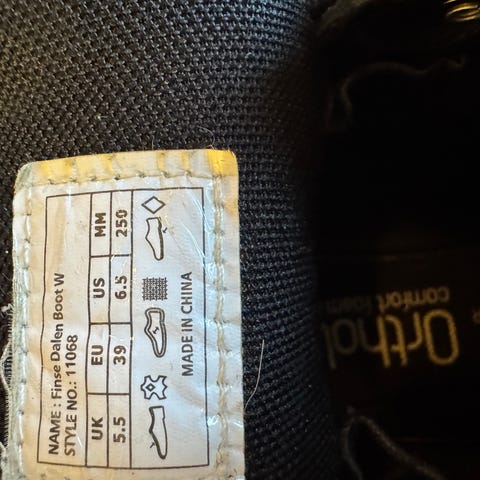 NAME : Finse Dalen Boot W
STYLE NO.: 11068
UK EU US MM
5.5 39 6.5 250
MADE IN CHINA
comfort foam